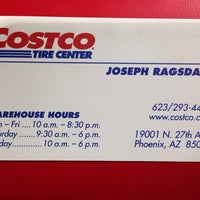 COSTCO
TIRE CENTER
JOSEPH RAGSDA
AREHOUSE HOURS
n – Fri .... 10 a.m. – 8:30 p.m.
urday ...... 9:30 a.m. – 6 p.m.
day .......... 10 a.m. – 6 p.m.
623/293-44
www.costco.c
19001 N. 27th A
Phoenix, AZ 850